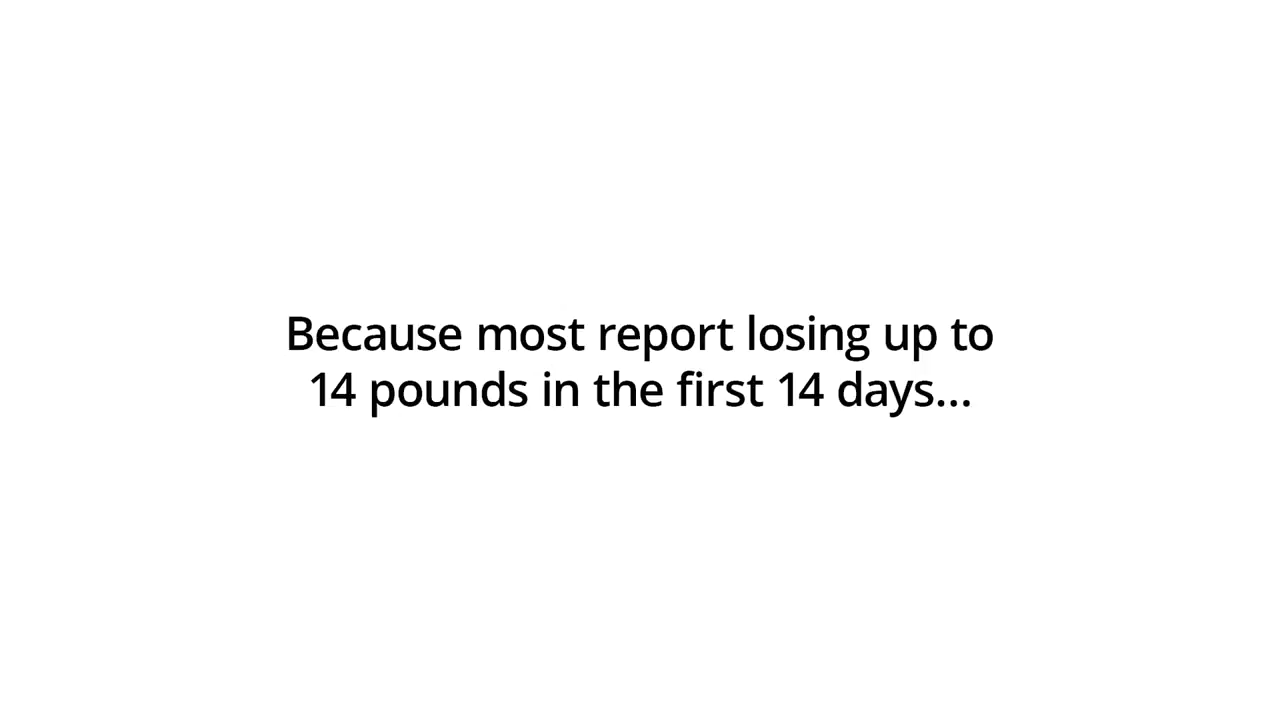 Because most report losing up to
14 pounds in the first 14 days...